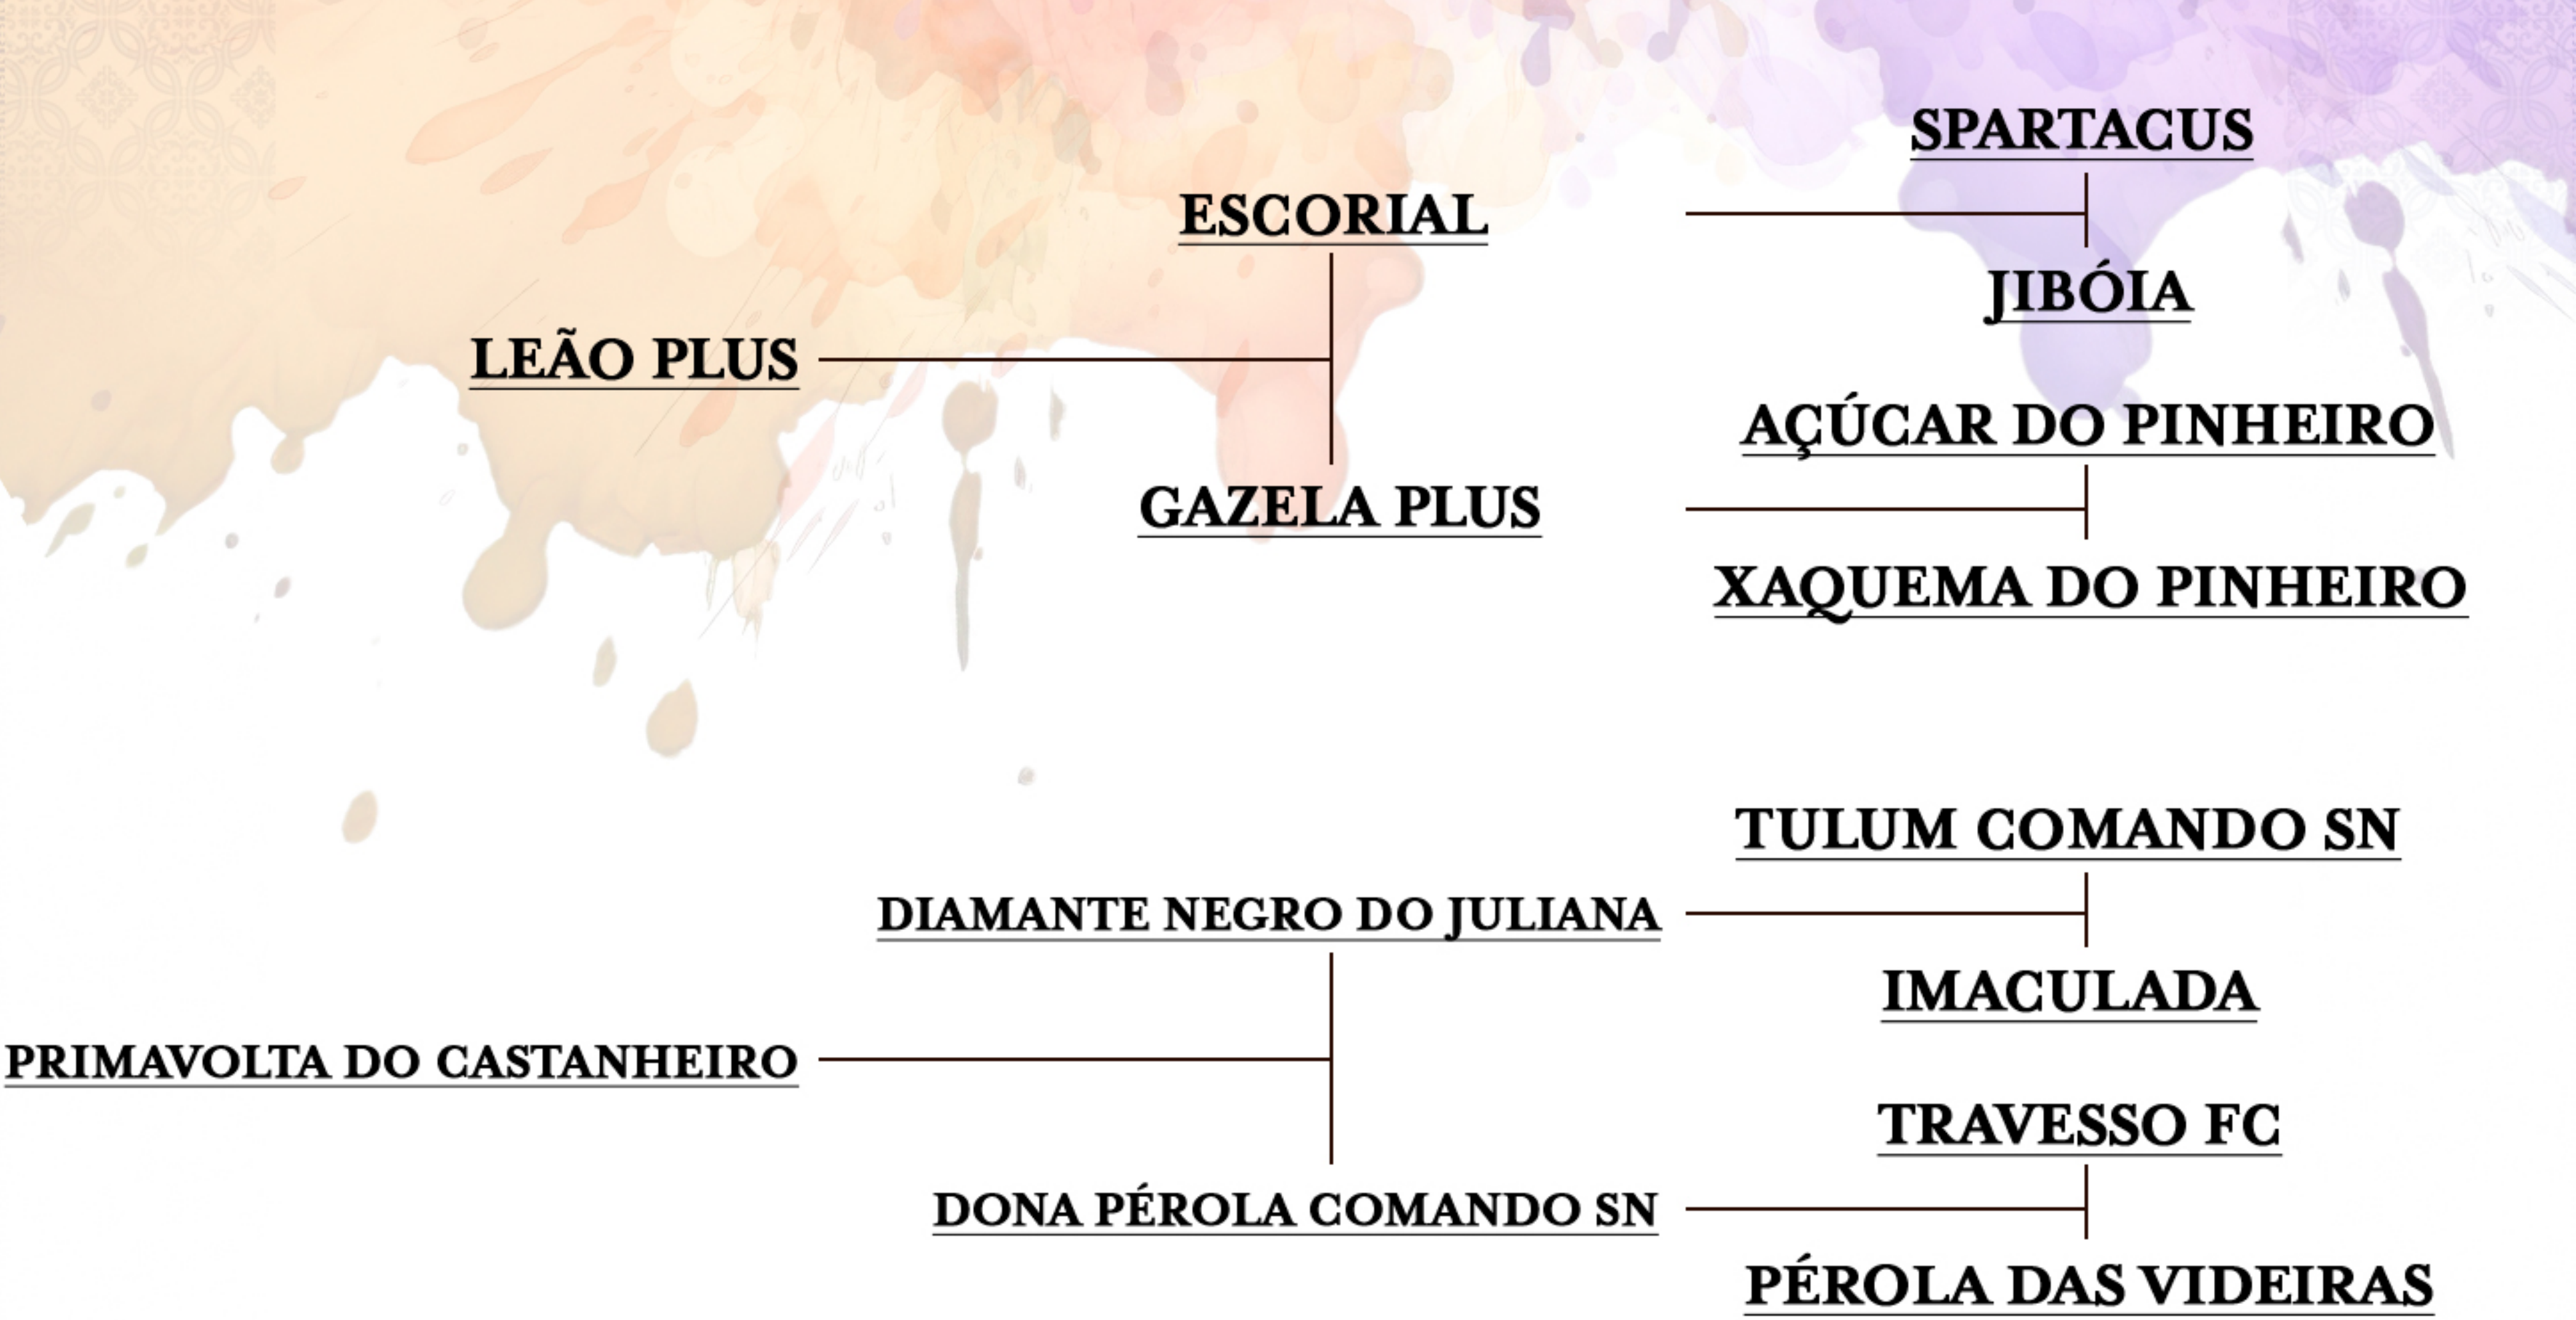 SPARTACUS
ESCORIAL
JIBÓIA
LEÃO PLUS
AÇÚCAR DO PINHEIRO
GAZELA PLUS
XAQUEMA DO PINHEIRO
TULUM COMANDO SN
DIAMANTE NEGRO DO JULIANA
IMACULADA
PRIMAVOLTA DO CASTANHEIRO
TRAVESSO FC
DONA PÉROLA COMANDO SN
PÉROLA DAS VIDEIRAS